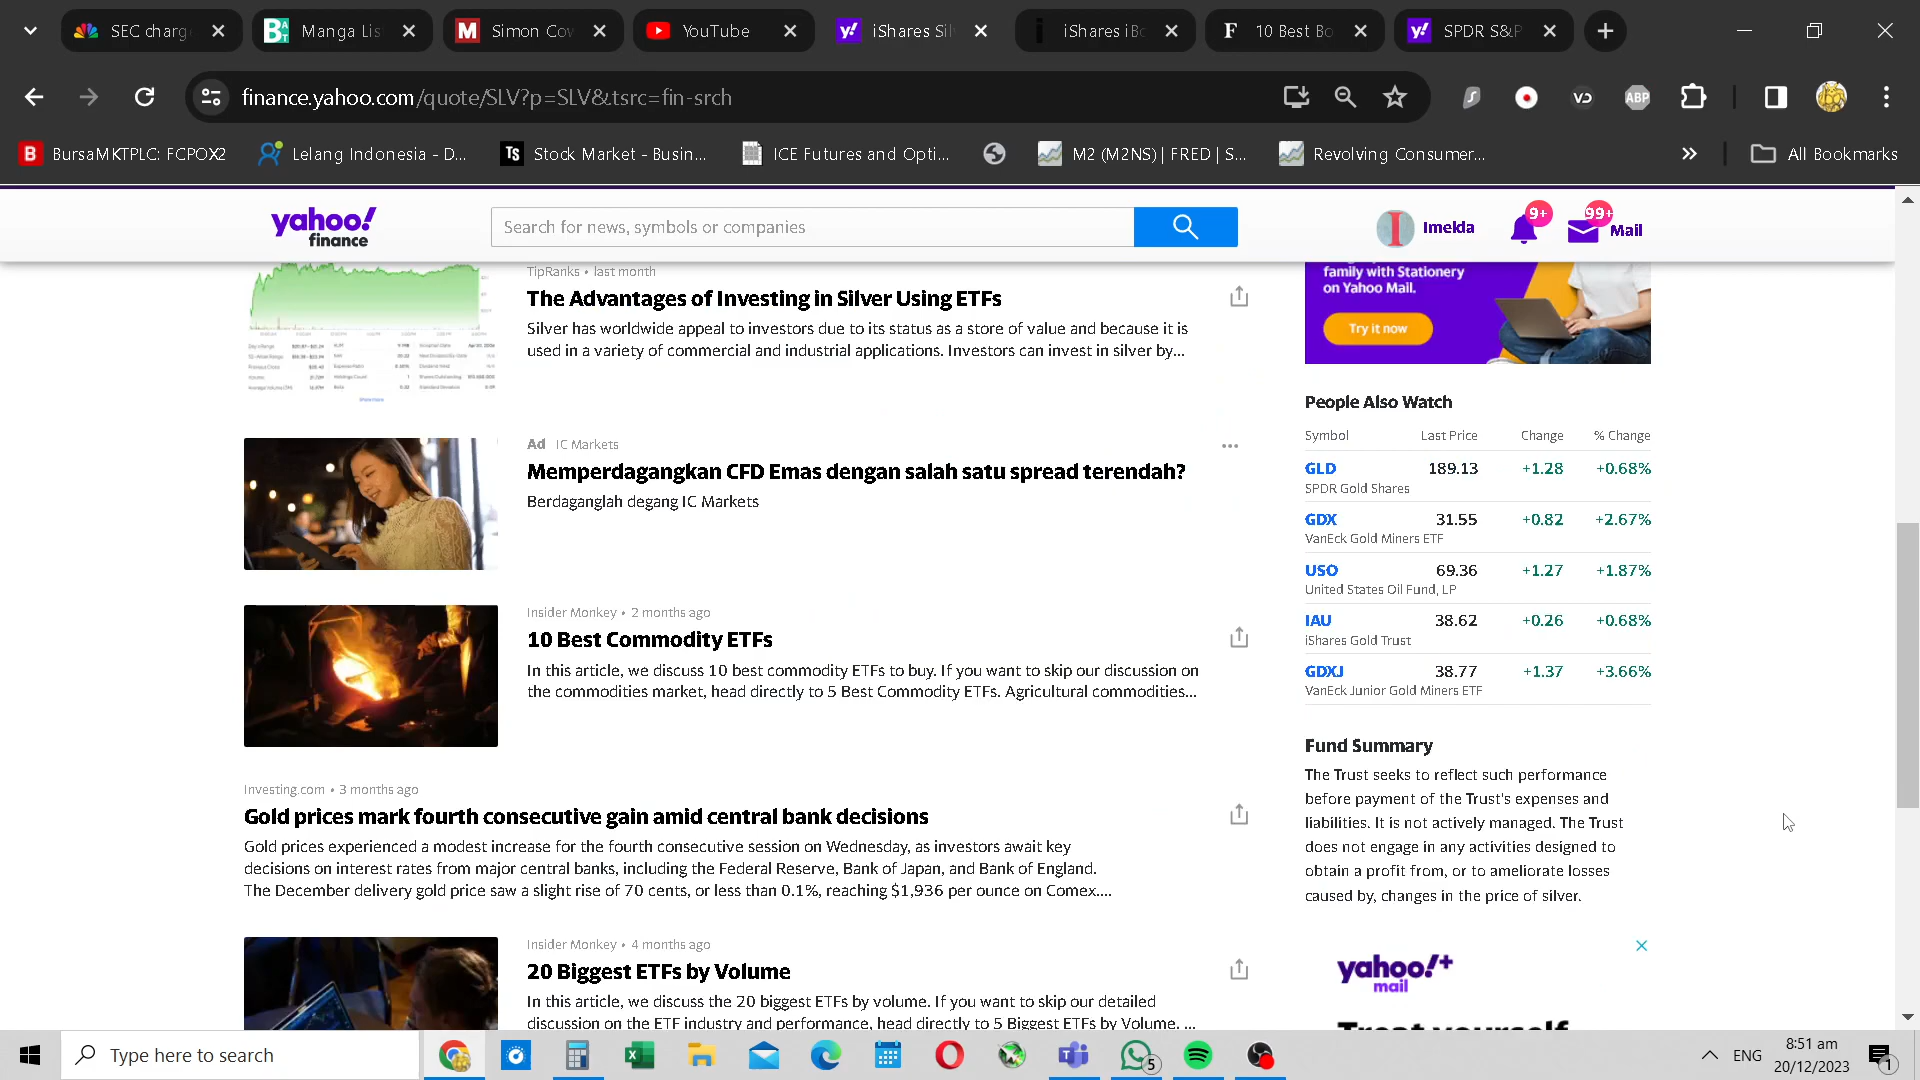 SEC charg
Manga Lis
Simon Cow
YouTube
iShares Sil
iShares iBo
10 Best Bo
SPDR S&P
finance.yahoo.com/quote/SLV?p=SLV&tsrc=fin-srch
BursaMKTPLC: FCPOX2
Lelang Indonesia - D...
Stock Market - Busin...
ICE Futures and Opti...
M2 (M2NS) | FRED | S...
Revolving Consumer...
All Bookmarks
yahoo!
finance
Search for news, symbols or companies
Imelda
9+
99+
Mail
TipRanks • last month
The Advantages of Investing in Silver Using ETFs
Silver has worldwide appeal to investors due to its status as a store of value and because it is
used in a variety of commercial and industrial applications. Investors can invest in silver by...
Ad IC Markets
Memperdagangkan CFD Emas dengan salah satu spread terendah?
Berdaganglah degang IC Markets
Insider Monkey • 2 months ago
10 Best Commodity ETFs
In this article, we discuss 10 best commodity ETFs to buy. If you want to skip our discussion on
the commodities market, head directly to 5 Best Commodity ETFs. Agricultural commodities...
Investing.com • 3 months ago
Gold prices mark fourth consecutive gain amid central bank decisions
Gold prices experienced a modest increase for the fourth consecutive session on Wednesday, as investors await key
decisions on interest rates from major central banks, including the Federal Reserve, Bank of Japan, and Bank of England.
The December delivery gold price saw a slight rise of 70 cents, or less than 0.1%, reaching $1,936 per ounce on Comex....
Insider Monkey • 4 months ago
20 Biggest ETFs by Volume
In this article, we discuss the 20 biggest ETFs by volume. If you want to skip our detailed
discussion on the ETF industry and performance, head directly to 5 Biggest ETFs by Volume. ...
family with Stationery
on Yahoo Mail.
Try it now
People Also Watch
Symbol Last Price Change % Change
GLD 189.13 +1.28 +0.68%
SPDR Gold Shares
GDX 31.55 +0.82 +2.67%
VanEck Gold Miners ETF
USO 69.36 +1.27 +1.87%
United States Oil Fund, LP
IAU 38.62 +0.26 +0.68%
iShares Gold Trust
GDXJ 38.77 +1.37 +3.66%
VanEck Junior Gold Miners ETF
Fund Summary
The Trust seeks to reflect such performance
before payment of the Trust's expenses and
liabilities. It is not actively managed. The Trust
does not engage in any activities designed to
obtain a profit from, or to ameliorate losses
caused by, changes in the price of silver.
yahoo!+
mail
Treat yourself
Type here to search
5
ENG
8:51 am
20/12/2023
1